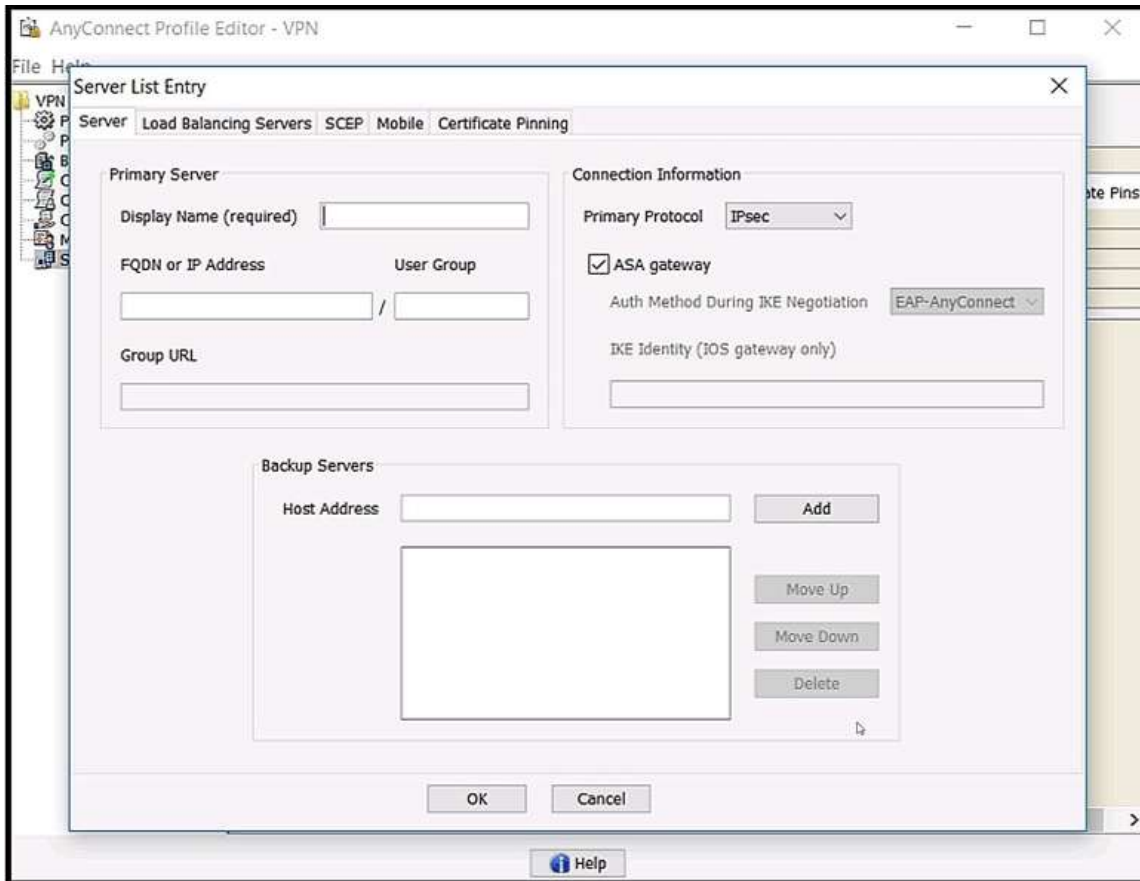 AnyConnect Profile Editor - VPN
File Help
Server List Entry
VPN
P
P
B
C
C
C
M
S
Server Load Balancing Servers SCEP Mobile Certificate Pinning
ate Pins
Primary Server
Display Name (required)
FQDN or IP Address User Group
/
Group URL
Connection Information
Primary Protocol IPsec
ASA gateway
Auth Method During IKE Negotiation EAP-AnyConnect
IKE Identity (IOS gateway only)
Backup Servers
Host Address Add
Move Up
Move Down
Delete
OK Cancel
Help